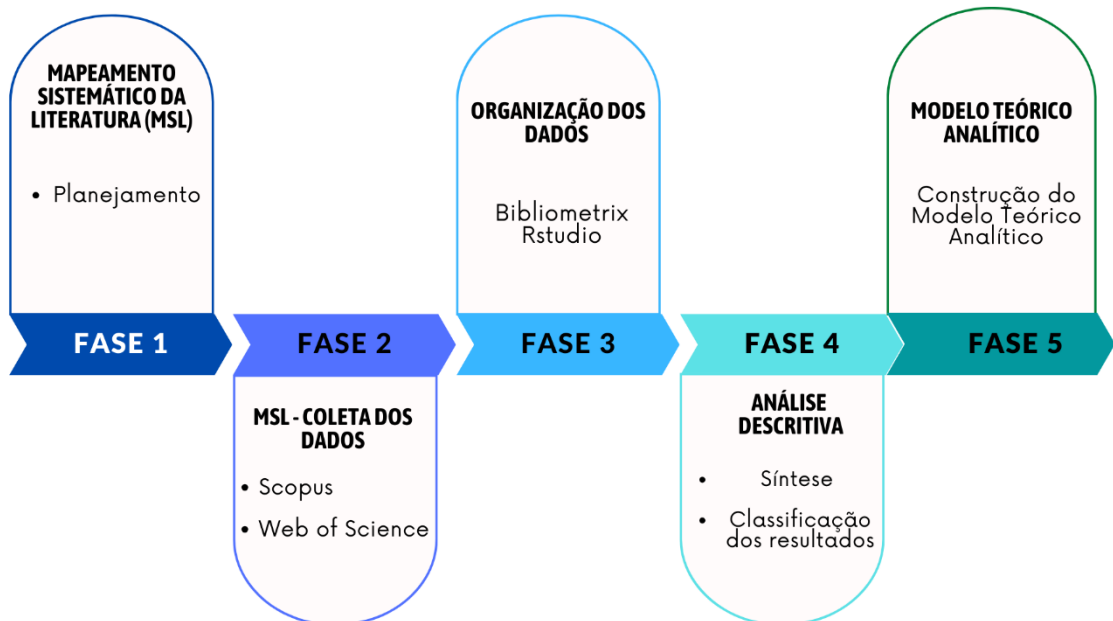 MAPEAMENTO
SISTEMÁTICO DA
LITERATURA (MSL)
• Planejamento
FASE 1
FASE 2
MSL - COLETA DOS
DADOS
• Scopus
• Web of Science
ORGANIZAÇÃO DOS
DADOS
Bibliometrix
Rstudio
FASE 3
FASE 4
ANÁLISE
DESCRITIVA
• Síntese
• Classificação
dos resultados
MODELO TEÓRICO
ANALÍTICO
Construção do
Modelo Teórico
Analítico
FASE 5